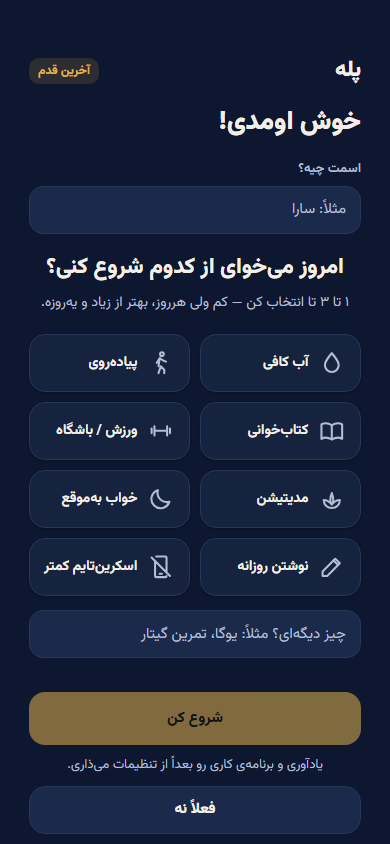 پله
آخرین قدم
خوش اومدی!
اسمت چیه؟
مثلاً: سارا
امروز می‌خوای از کدوم شروع کنی؟
۱ تا ۳ تا انتخاب کن — کم ولی هرروز، بهتر از زیاد و یه‌روزه.
آب کافی
پیاده‌روی
کتاب‌خوانی
ورزش / باشگاه
مدیتیشن
خواب به‌موقع
نوشتن روزانه
اسکرین‌تایم کمتر
چیز دیگه‌ای؟ مثلاً: یوگا، تمرین گیتار
شروع کن
یادآوری و برنامه‌ی کاری رو بعداً از تنظیمات می‌ذاری.
فعلاً نه